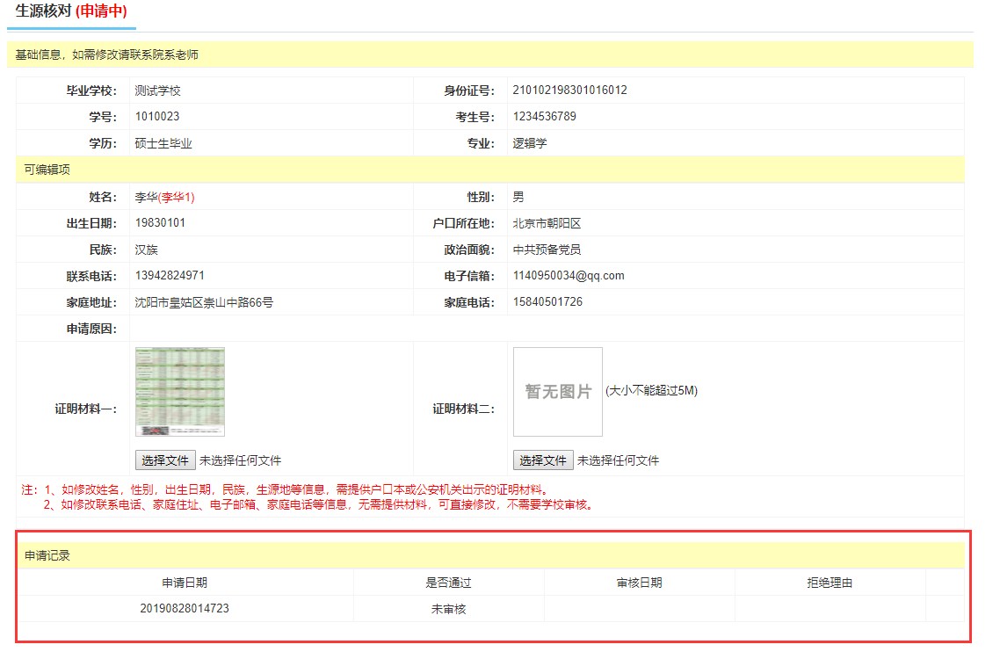 生源核对 (申请中)
基础信息，如需修改请联系院系老师
毕业学校： 测试学校 身份证号： 210102198301016012
学号： 1010023 考生号： 1234536789
学历： 硕士生毕业 专业： 逻辑学
可编辑项
姓名： 李华(李华1) 性别： 男
出生日期： 19830101 户口所在地： 北京市朝阳区
民族： 汉族 政治面貌： 中共预备党员
联系电话： 13942824971 电子信箱： 1140950034@qq.com
家庭地址： 沈阳市皇姑区崇山中路66号 家庭电话： 15840501726
申请原因：
证明材料一： 证明材料二： 暂无图片 (大小不能超过5M)
选择文件 未选择任何文件 选择文件 未选择任何文件
注：1、如修改姓名，性别，出生日期，民族，生源地等信息，需提供户口本或公安机关出示的证明材料。
2、如修改联系电话、家庭住址、电子邮箱、家庭电话等信息，无需提供材料，可直接修改，不需要学校审核。
申请记录
申请日期 是否通过 审核日期 拒绝理由
20190828014723 未审核